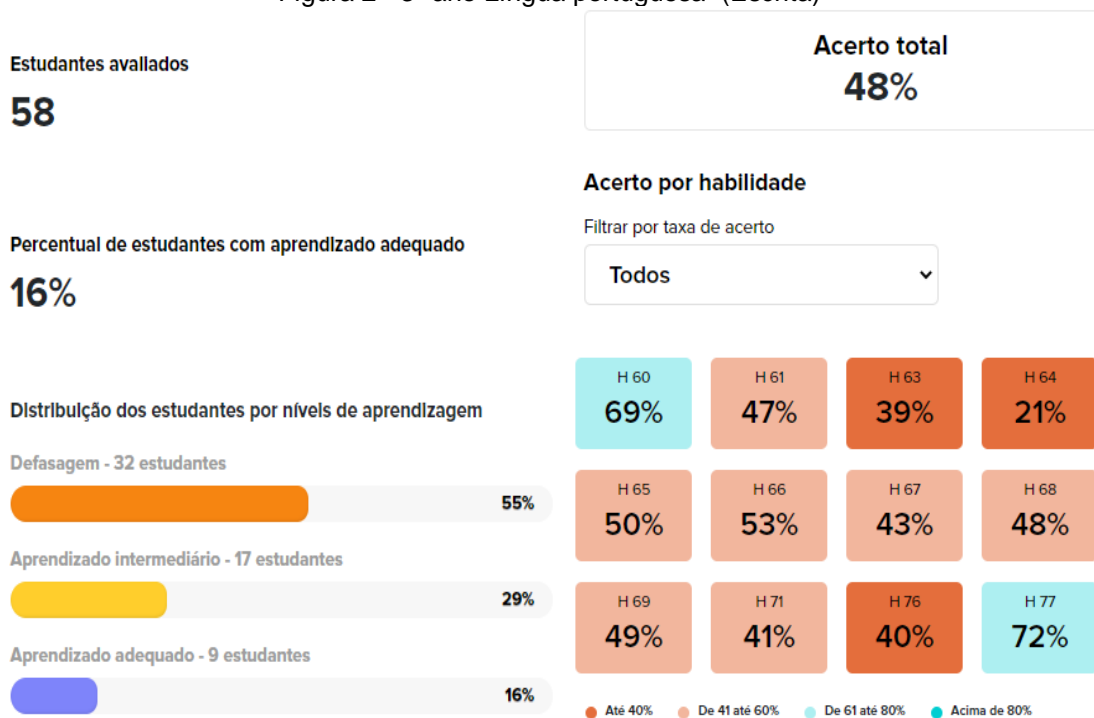 Estudantes avaliados
58
Percentual de estudantes com aprendizado adequado
16%
Distribuição dos estudantes por níveis de aprendizagem
Defasagem - 32 estudantes
55%
Aprendizado intermediário - 17 estudantes
29%
Aprendizado adequado - 9 estudantes
16%
Acerto total
48%
Acerto por habilidade
Filtrar por taxa de acerto
Todos
H 60 H 61 H 63 H 64
69% 47% 39% 21%
H 65 H 66 H 67 H 68
50% 53% 43% 48%
H 69 H 71 H 76 H 77
49% 41% 40% 72%
Até 40% De 41 até 60% De 61 até 80% Acima de 80%